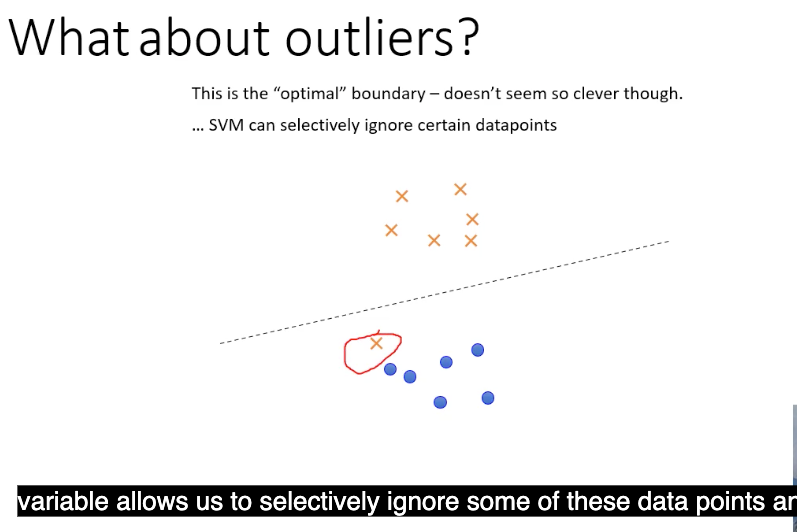 What about outliers?
This is the “optimal” boundary – doesn’t seem so clever though.
... SVM can selectively ignore certain datapoints
variable allows us to selectively ignore some of these data points an